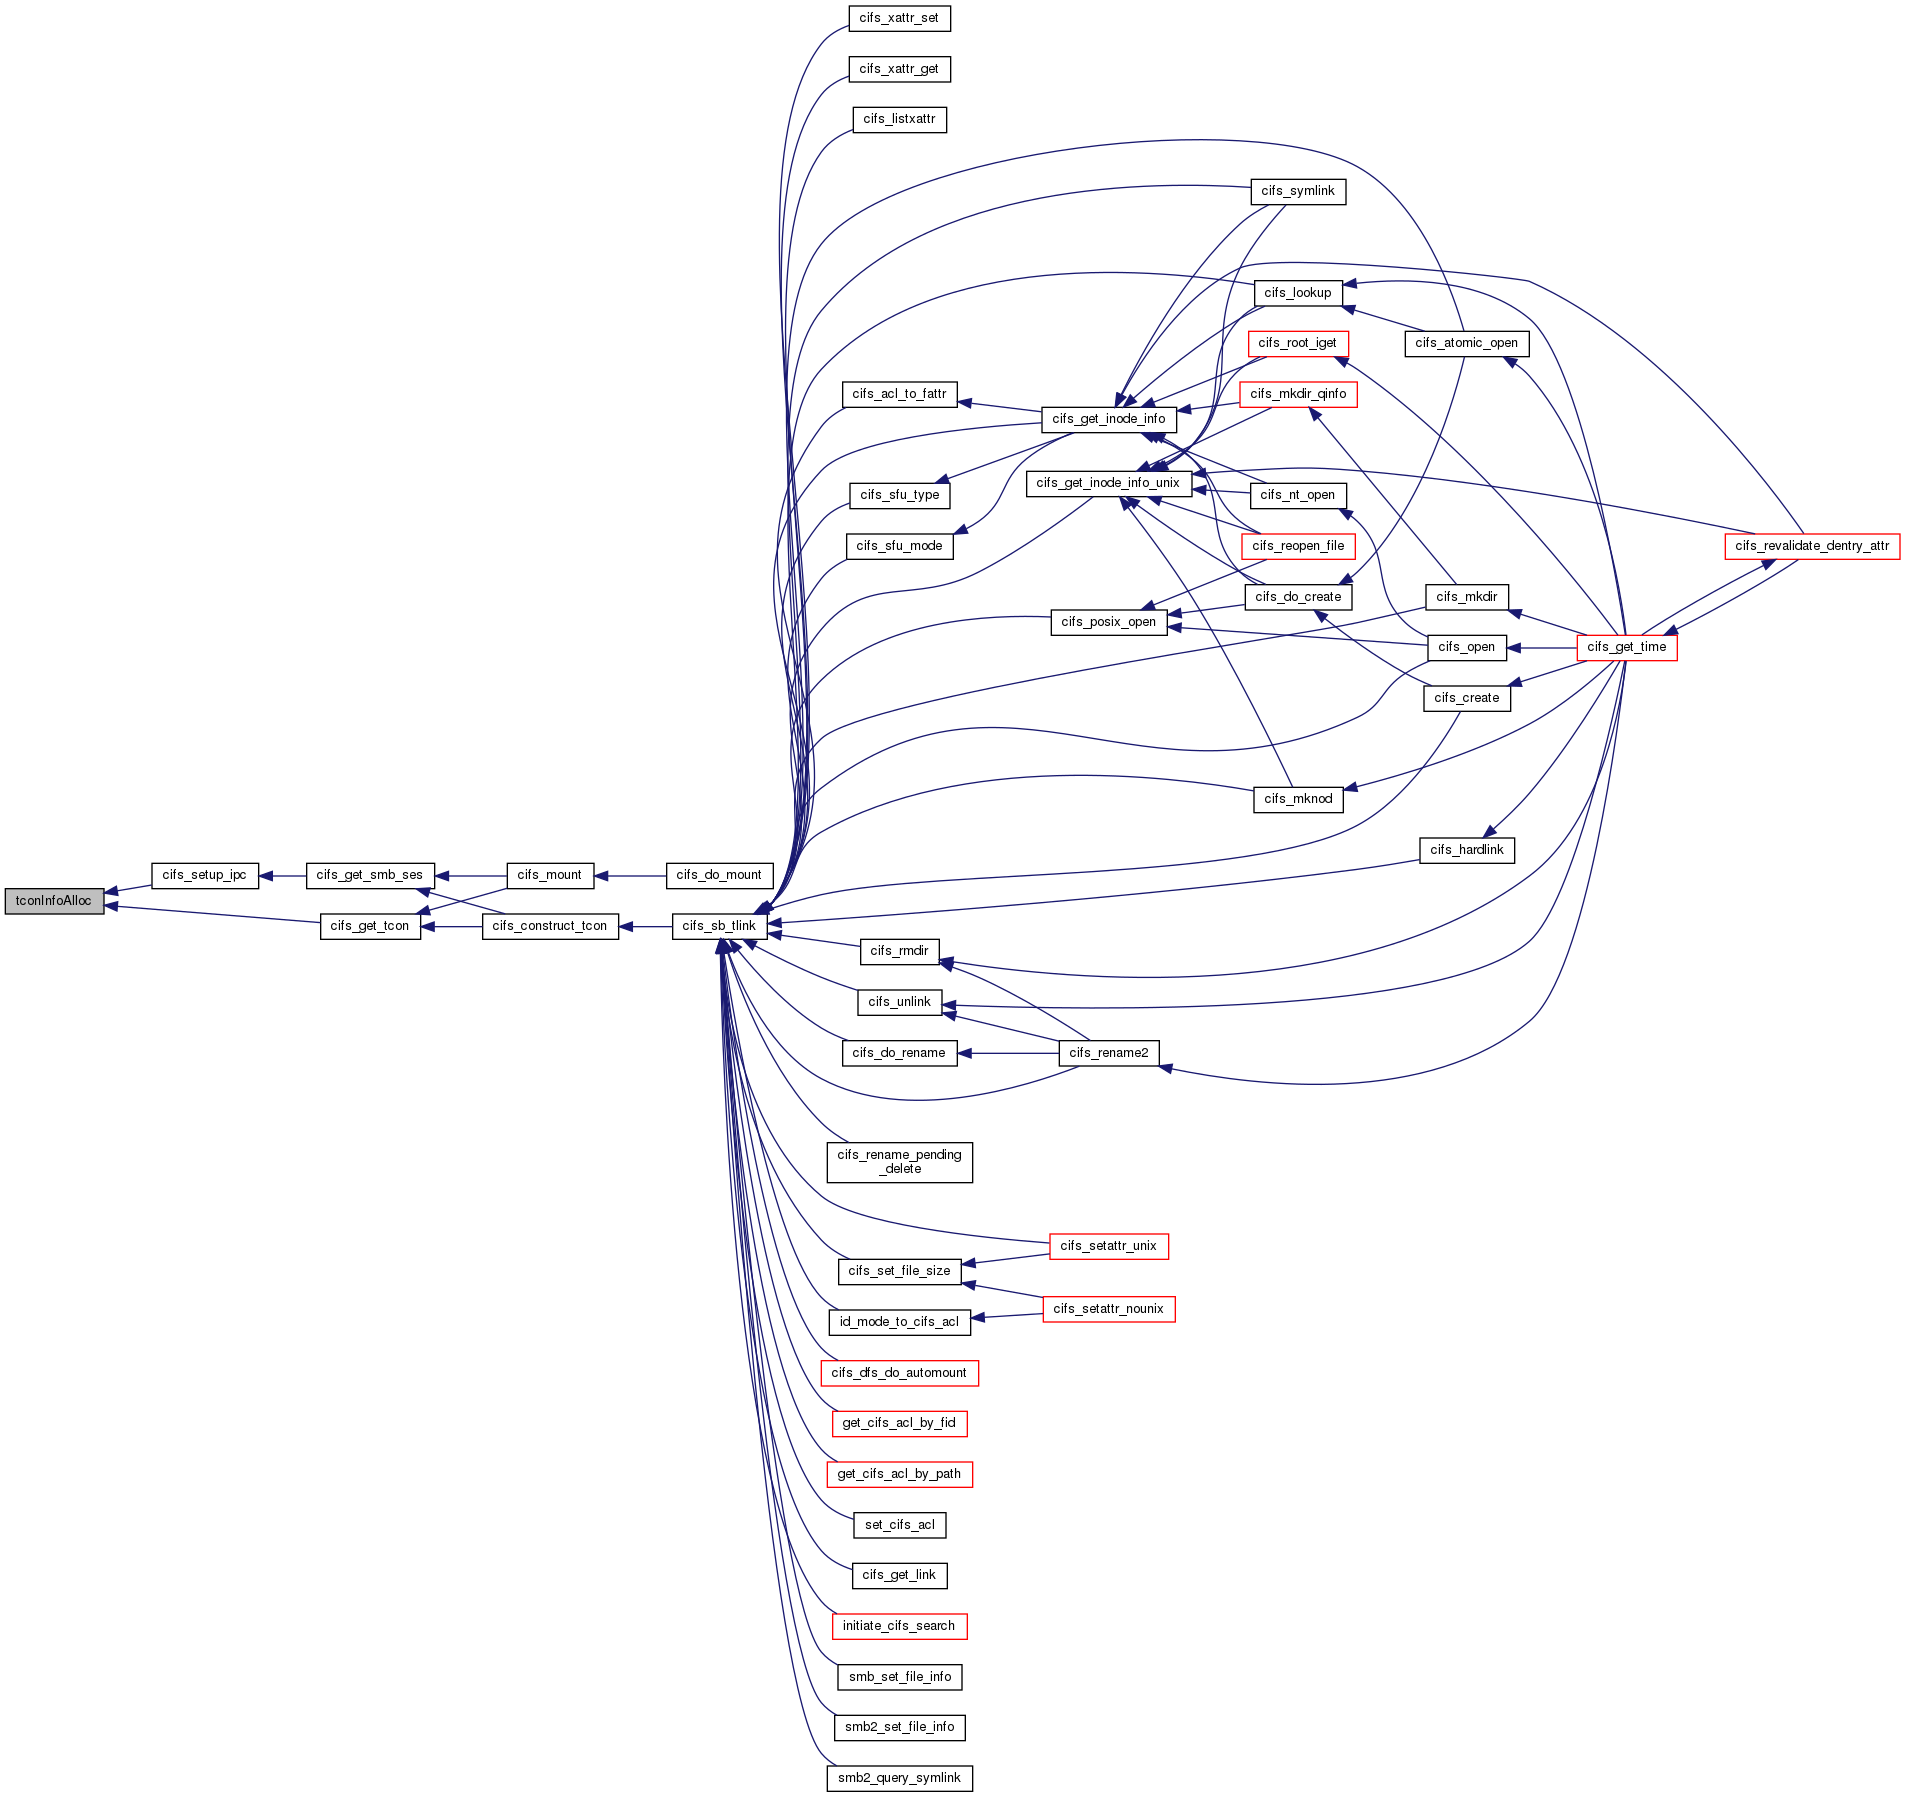 cifs_xattr_set
cifs_xattr_get
cifs_listxattr
cifs_symlink
cifs_lookup
cifs_root_iget
cifs_atomic_open
cifs_acl_to_fattr
cifs_mkdir_qinfo
cifs_get_inode_info
cifs_get_inode_info_unix
cifs_sfu_type
cifs_nt_open
cifs_sfu_mode
cifs_reopen_file
cifs_revalidate_dentry_attr
cifs_do_create
cifs_mkdir
cifs_posix_open
cifs_open
cifs_get_time
cifs_create
cifs_mknod
cifs_hardlink
cifs_setup_ipc
cifs_get_smb_ses
cifs_mount
cifs_do_mount
tconInfoAlloc
cifs_get_tcon
cifs_construct_tcon
cifs_sb_tlink
cifs_rmdir
cifs_unlink
cifs_do_rename
cifs_rename2
cifs_rename_pending
_delete
cifs_setattr_unix
cifs_set_file_size
cifs_setattr_nounix
id_mode_to_cifs_acl
cifs_dfs_do_automount
get_cifs_acl_by_fid
get_cifs_acl_by_path
set_cifs_acl
cifs_get_link
initiate_cifs_search
smb_set_file_info
smb2_set_file_info
smb2_query_symlink